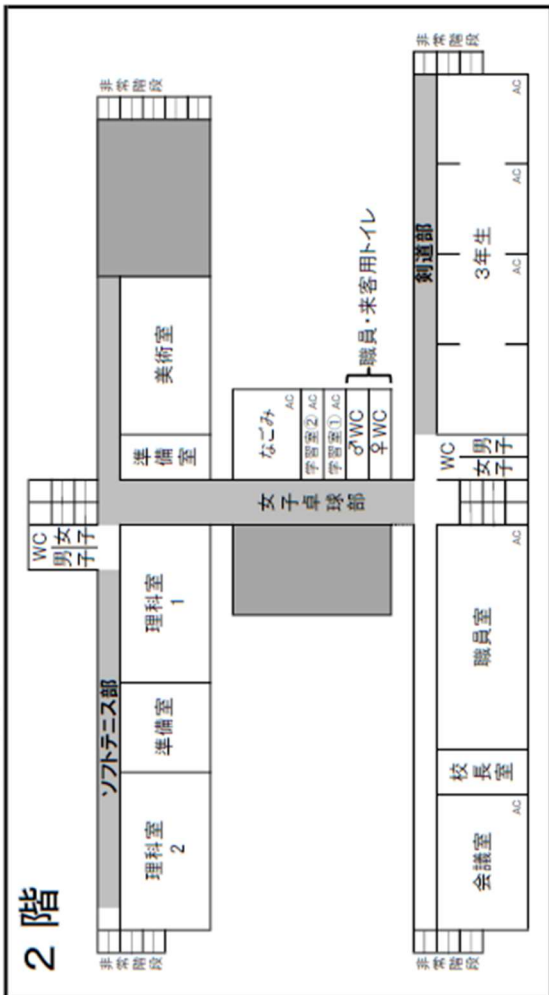 2 階
非常階段
WC
男子
女子
非常階段
ソフトテニス部
理科室
2
準備室
理科室
1
準備室
美術室
女子卓球部
なごみ
AC
学習室② AC
学習室① AC
♂WC
♀WC
職員・来客用トイレ
剣道部
非常階段
会議室
AC
校長室
職員室
AC
WC
女子
男子
3年生
AC
AC
AC
非常階段